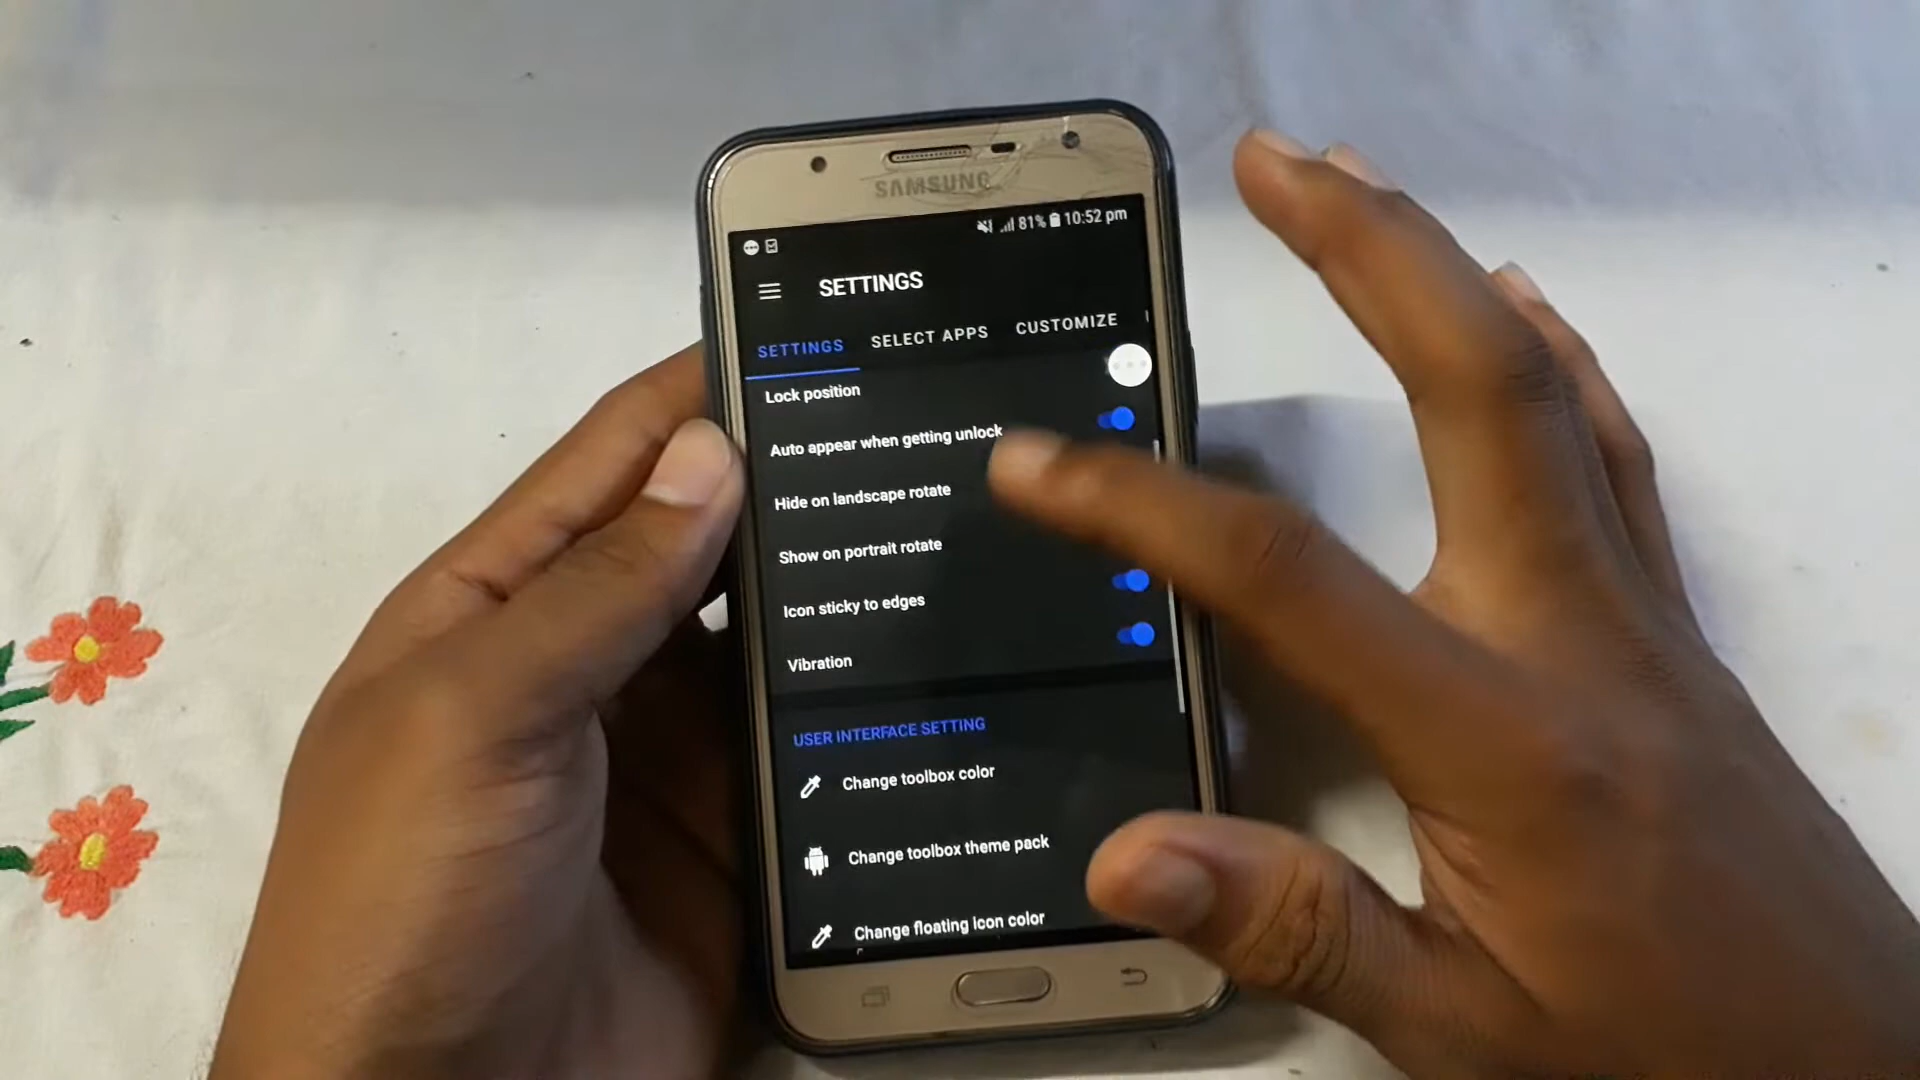 SAMSUNG
81% 10:52 pm
SETTINGS
SETTINGS SELECT APPS CUSTOMIZE
Lock position
Auto appear when getting unlock
Hide on landscape rotate
Show on portrait rotate
Icon sticky to edges
Vibration
USER INTERFACE SETTING
Change toolbox color
Change toolbox theme pack
Change floating icon color